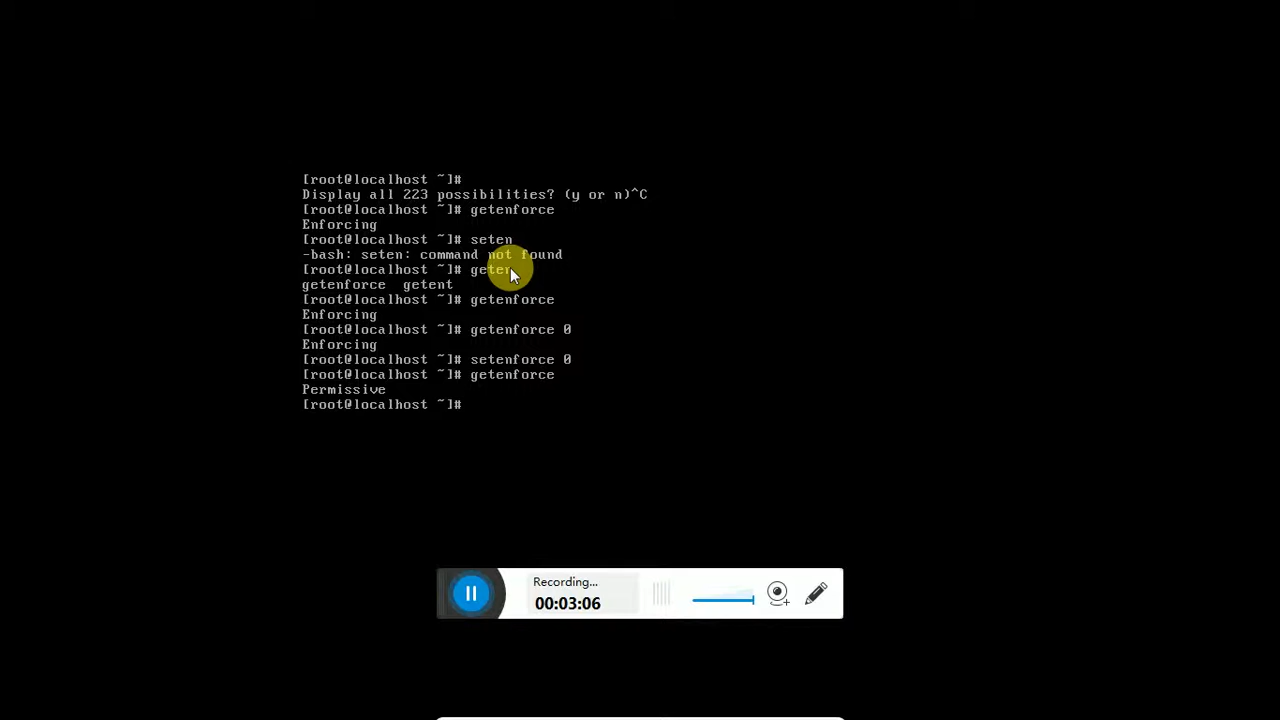 [root@localhost ~]#
Display all 223 possibilities? (y or n)^C
[root@localhost ~]# getenforce
Enforcing
[root@localhost ~]# seten
-bash: seten: command not found
[root@localhost ~]# geten
getenforce  getent
[root@localhost ~]# getenforce
Enforcing
[root@localhost ~]# getenforce 0
Enforcing
[root@localhost ~]# setenforce 0
[root@localhost ~]# getenforce
Permissive
[root@localhost ~]#
Recording...
00:03:06